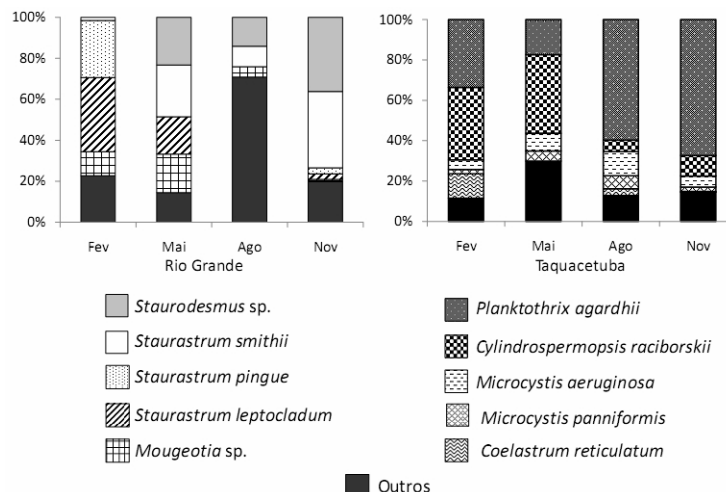 100%
80%
60%
40%
20%
0%
Fev Mai Ago Nov
Rio Grande
100%
80%
60%
40%
20%
0%
Fev Mai Ago Nov
Taquacetuba
Staurodesmus sp.
Staurastrum smithii
Staurastrum pingue
Staurastrum leptocladum
Mougeotia sp.
Planktothrix agardhii
Cylindrospermopsis raciborskii
Microcystis aeruginosa
Microcystis panniformis
Coelastrum reticulatum
Outros